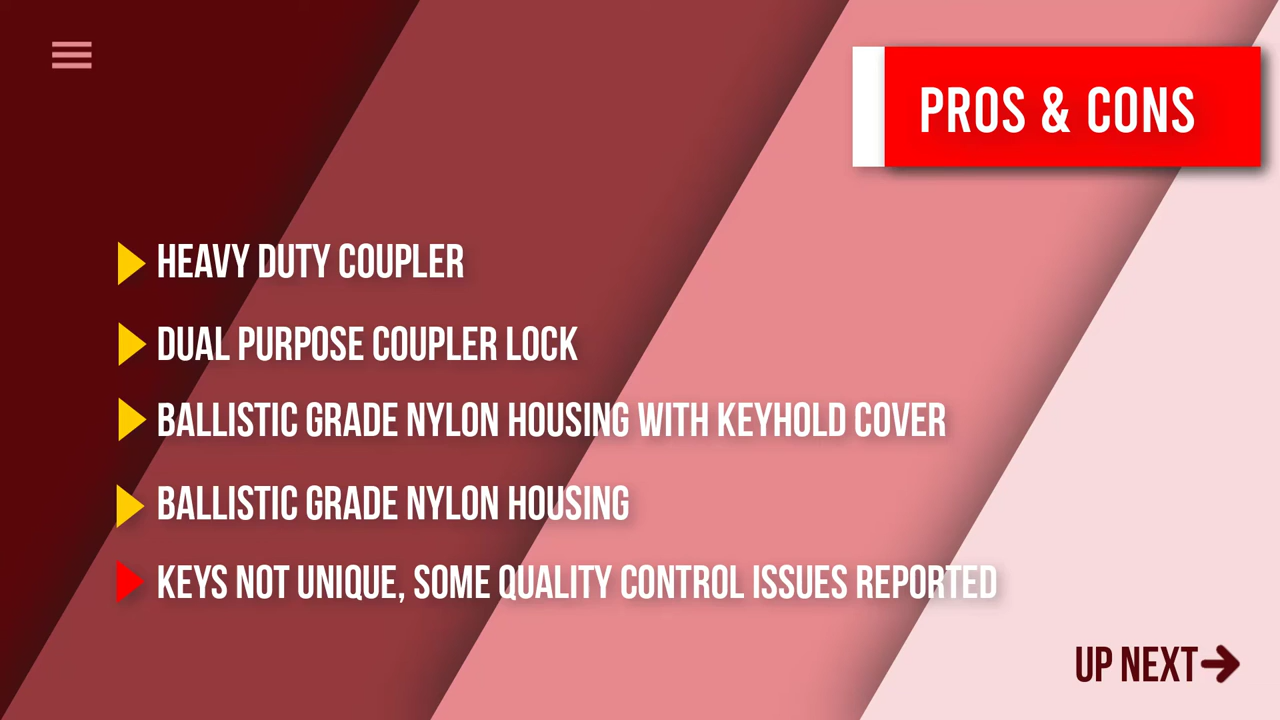 PROS & CONS
HEAVY DUTY COUPLER
DUAL PURPOSE COUPLER LOCK
BALLISTIC GRADE NYLON HOUSING WITH KEYHOLD COVER
BALLISTIC GRADE NYLON HOUSING
KEYS NOT UNIQUE, SOME QUALITY CONTROL ISSUES REPORTED
UP NEXT